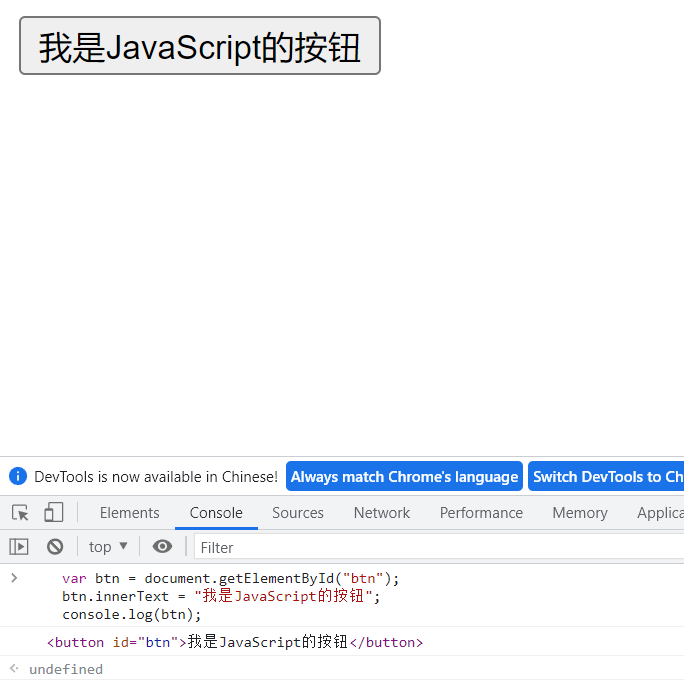 我是JavaScript的按钮
DevTools is now available in Chinese! Always match Chrome's language Switch DevTools to Ch
Elements Console Sources Network Performance Memory Applica
top Filter
var btn = document.getElementById("btn");
btn.innerText = "我是JavaScript的按钮";
console.log(btn);
<button id="btn">我是JavaScript的按钮</button>
undefined